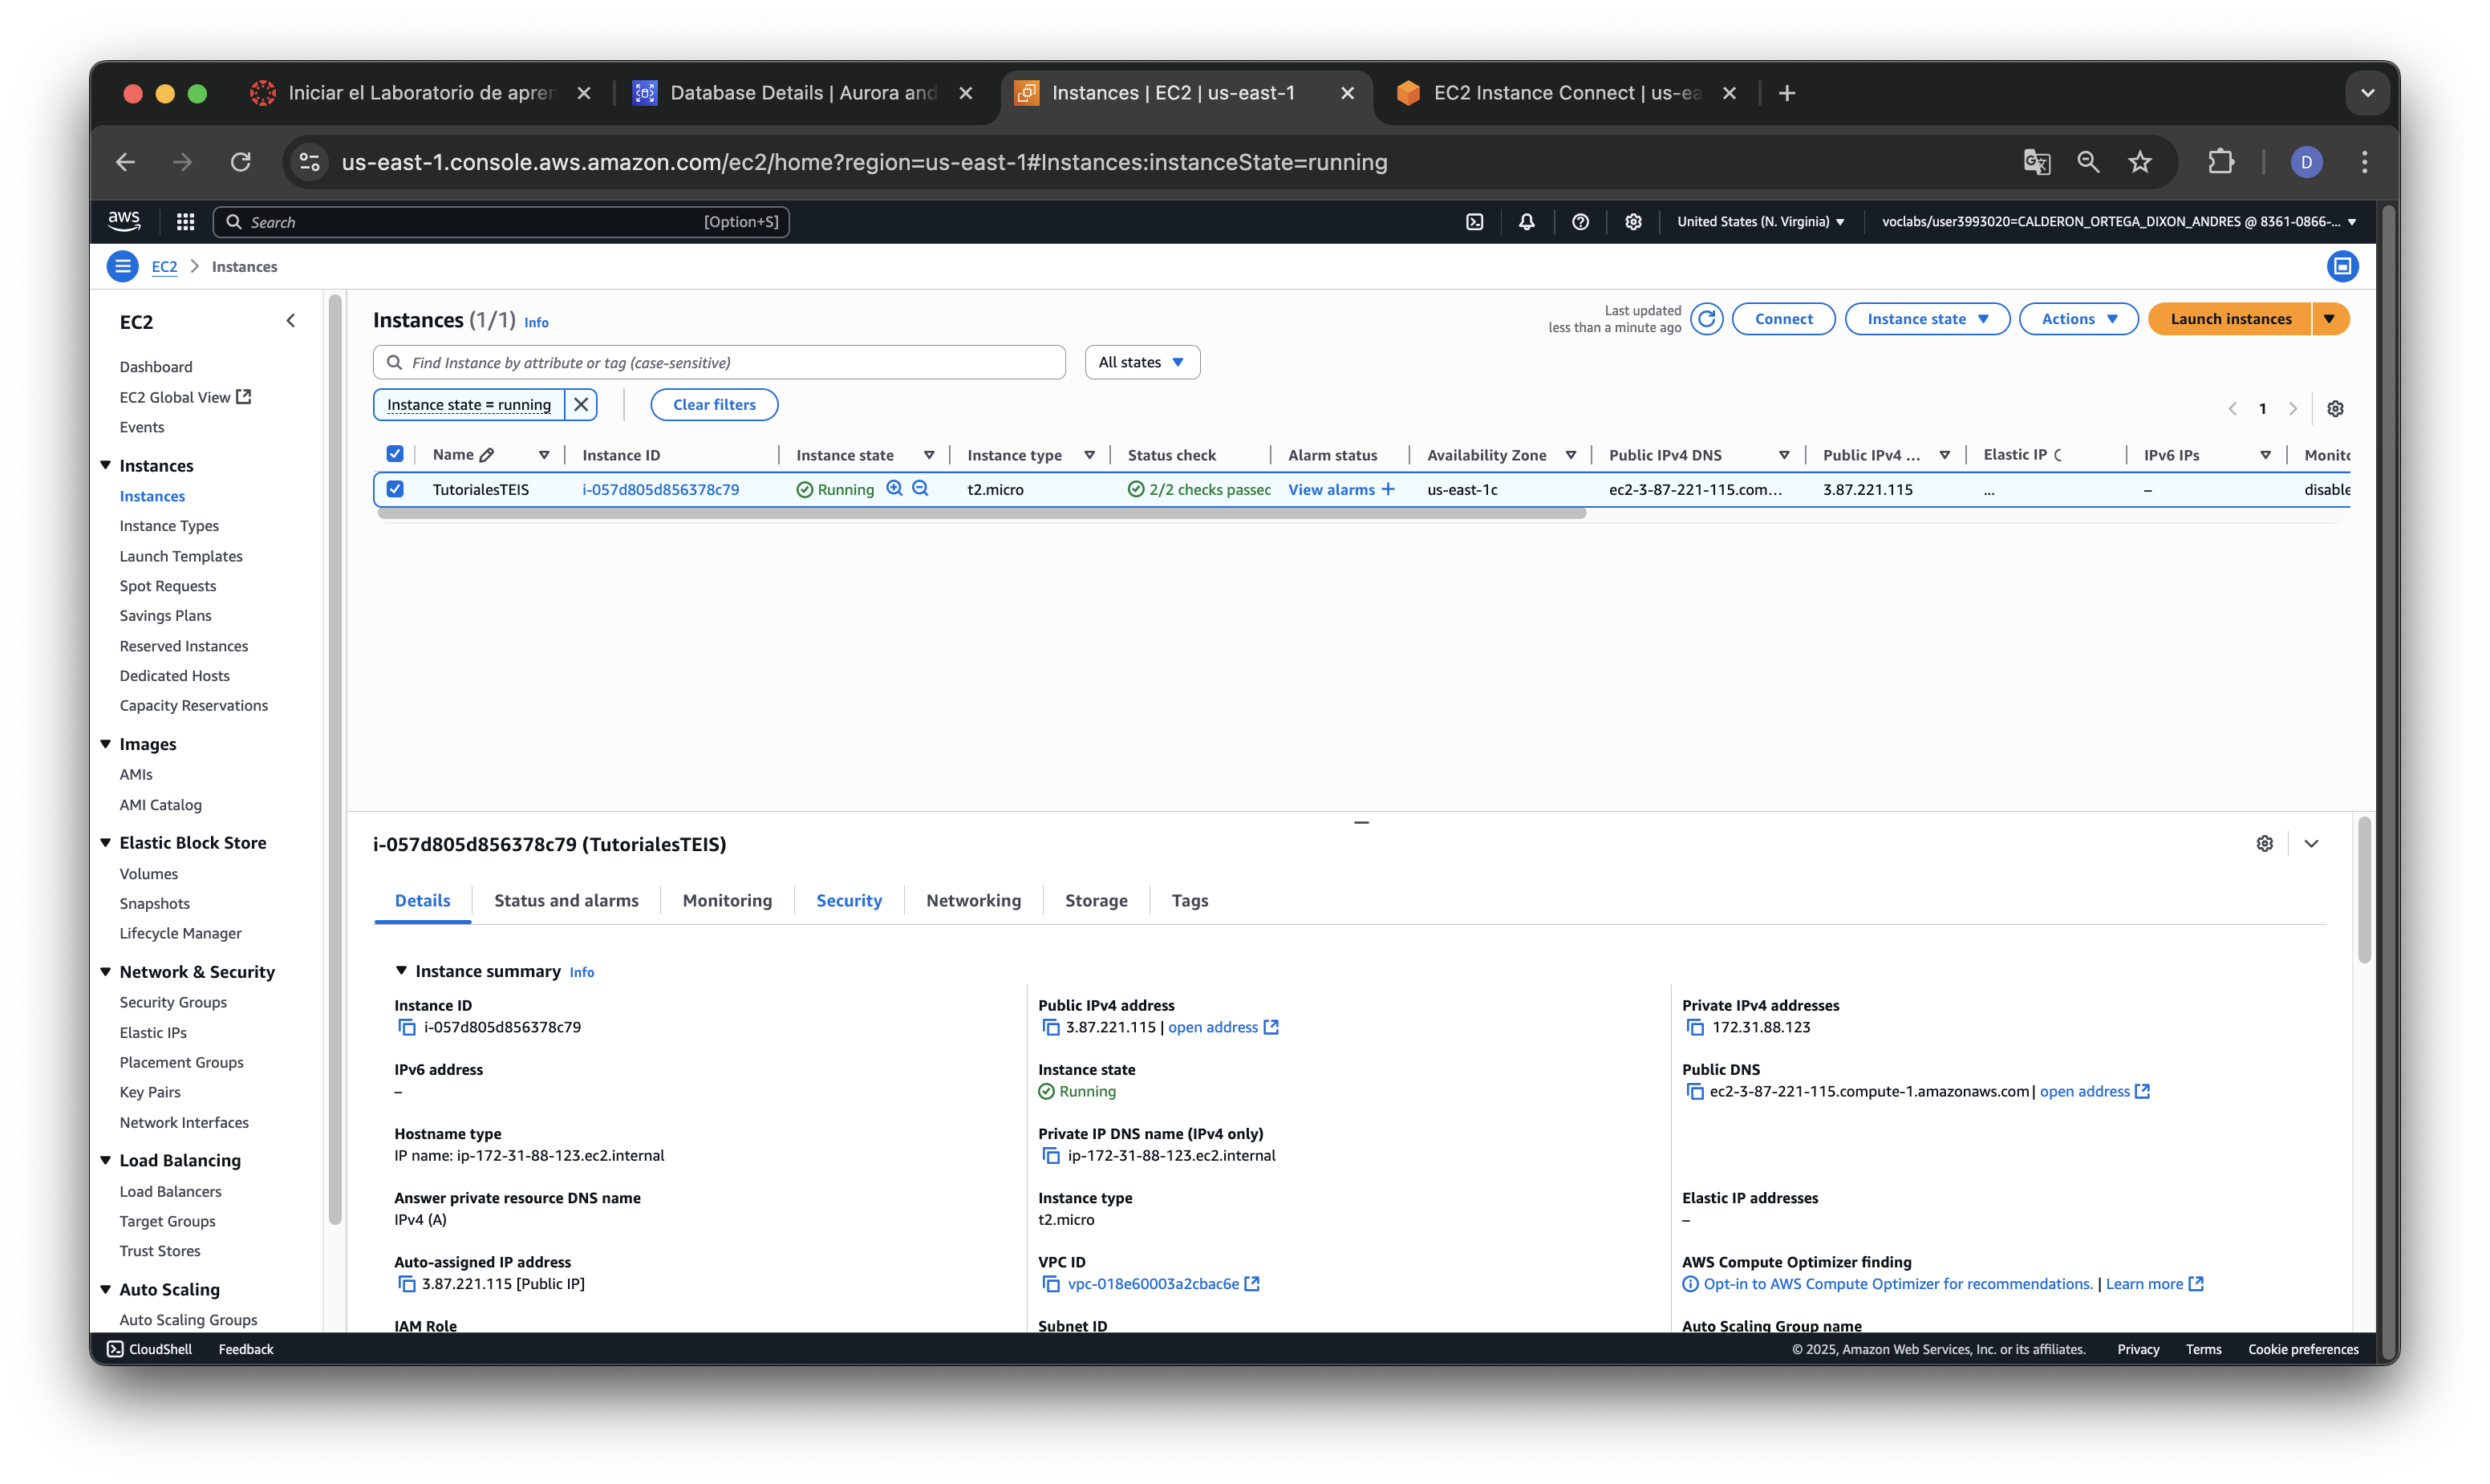 Iniciar el Laboratorio de apren
Database Details | Aurora and
Instances | EC2 | us-east-1
EC2 Instance Connect | us-ea
us-east-1.console.aws.amazon.com/ec2/home?region=us-east-1#Instances:instanceState=running
D
aws
Search
[Option+S]
United States (N. Virginia)
voclabs/user3993020=CALDERON_ORTEGA_DIXON_ANDRES @ 8361-0866-...
EC2
Instances
EC2
Dashboard
EC2 Global View
Events
Instances
Instances
Instance Types
Launch Templates
Spot Requests
Savings Plans
Reserved Instances
Dedicated Hosts
Capacity Reservations
Images
AMIs
AMI Catalog
Elastic Block Store
Volumes
Snapshots
Lifecycle Manager
Network & Security
Security Groups
Elastic IPs
Placement Groups
Key Pairs
Network Interfaces
Load Balancing
Load Balancers
Target Groups
Trust Stores
Auto Scaling
Auto Scaling Groups
Instances (1/1) Info
Last updated
less than a minute ago
Connect
Instance state
Actions
Launch instances
Find Instance by attribute or tag (case-sensitive)
All states
Instance state = running
Clear filters
1
Name Instance ID Instance state Instance type Status check Alarm status Availability Zone Public IPv4 DNS Public IPv4 ... Elastic IP IPv6 IPs Monito
TutorialesTEIS i-057d805d856378c79 Running t2.micro 2/2 checks passec View alarms + us-east-1c ec2-3-87-221-115.com... 3.87.221.115 ... – disable
i-057d805d856378c79 (TutorialesTEIS)
Details
Status and alarms
Monitoring
Security
Networking
Storage
Tags
Instance summary Info
Instance ID
i-057d805d856378c79
Public IPv4 address
3.87.221.115 | open address
Private IPv4 addresses
172.31.88.123
IPv6 address
–
Instance state
Running
Public DNS
ec2-3-87-221-115.compute-1.amazonaws.com | open address
Hostname type
IP name: ip-172-31-88-123.ec2.internal
Private IP DNS name (IPv4 only)
ip-172-31-88-123.ec2.internal
Answer private resource DNS name
IPv4 (A)
Instance type
t2.micro
Elastic IP addresses
–
Auto-assigned IP address
3.87.221.115 [Public IP]
VPC ID
vpc-018e60003a2cbac6e
AWS Compute Optimizer finding
Opt-in to AWS Compute Optimizer for recommendations. | Learn more
IAM Role
Subnet ID
Auto Scaling Group name
CloudShell
Feedback
© 2025, Amazon Web Services, Inc. or its affiliates.
Privacy
Terms
Cookie preferences